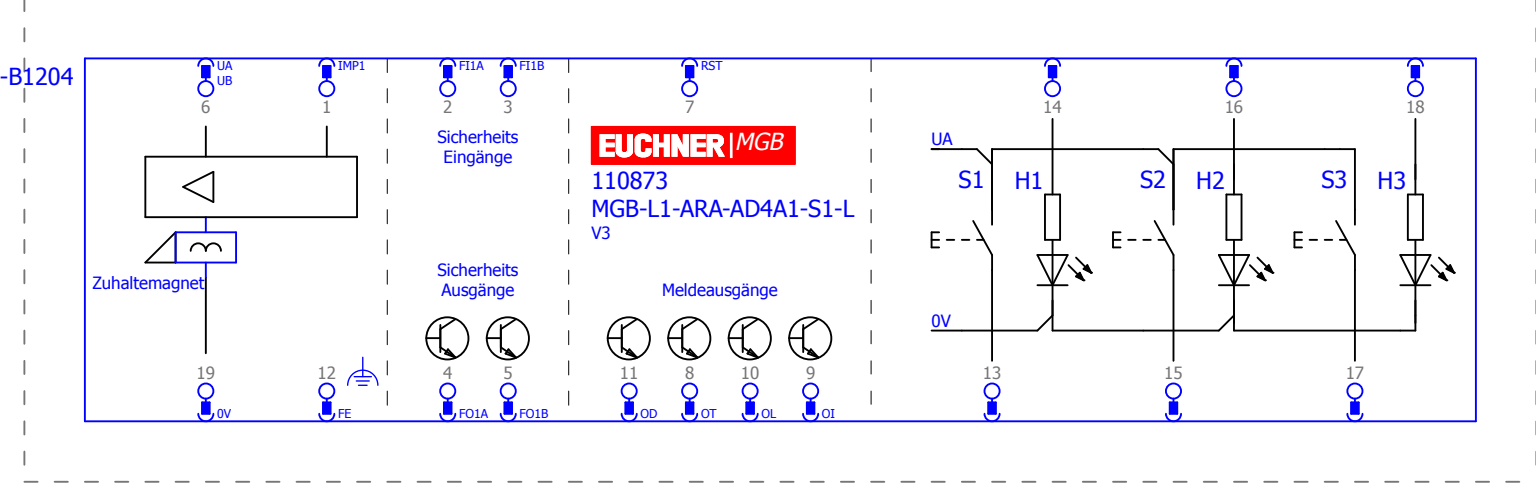 -B1204
UA
UB
IMP1
FI1A
FI1B
RST
6
1
2
3
7
14
16
18
Sicherheits
Eingänge
EUCHNER MGB
110873
MGB-L1-ARA-AD4A1-S1-L
V3
UA
S1
H1
S2
H2
S3
H3
E
E
E
Zuhaltemagnet
Sicherheits
Ausgänge
Meldeausgänge
0V
19
12
4
5
11
8
10
9
13
15
17
0V
FE
FO1A
FO1B
OD
OT
OL
OI